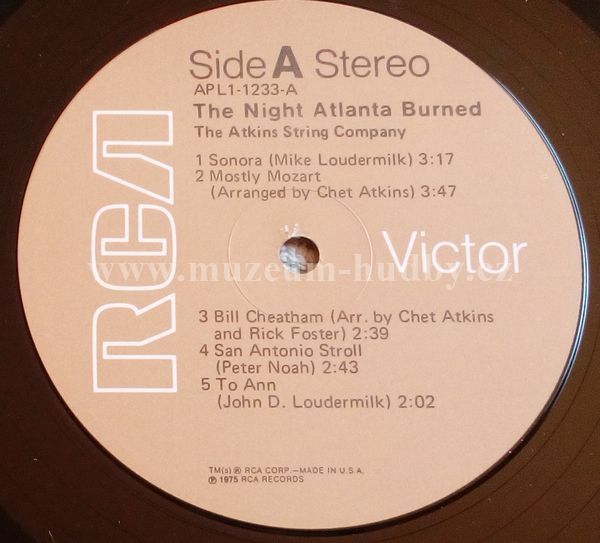 Side A Stereo
APL1-1233-A
The Night Atlanta Burned
The Atkins String Company
1 Sonora (Mike Loudermilk) 3:17
2 Mostly Mozart
(Arranged by Chet Atkins) 3:47
RCA
Victor
www.muzeum-hudby.cz
3 Bill Cheatham (Arr. by Chet Atkins
and Rick Foster) 2:39
4 San Antonio Stroll
(Peter Noah) 2:43
5 To Ann
(John D. Loudermilk) 2:02
TM(s) ® RCA CORP.—MADE IN U.S.A.
℗ 1975 RCA RECORDS